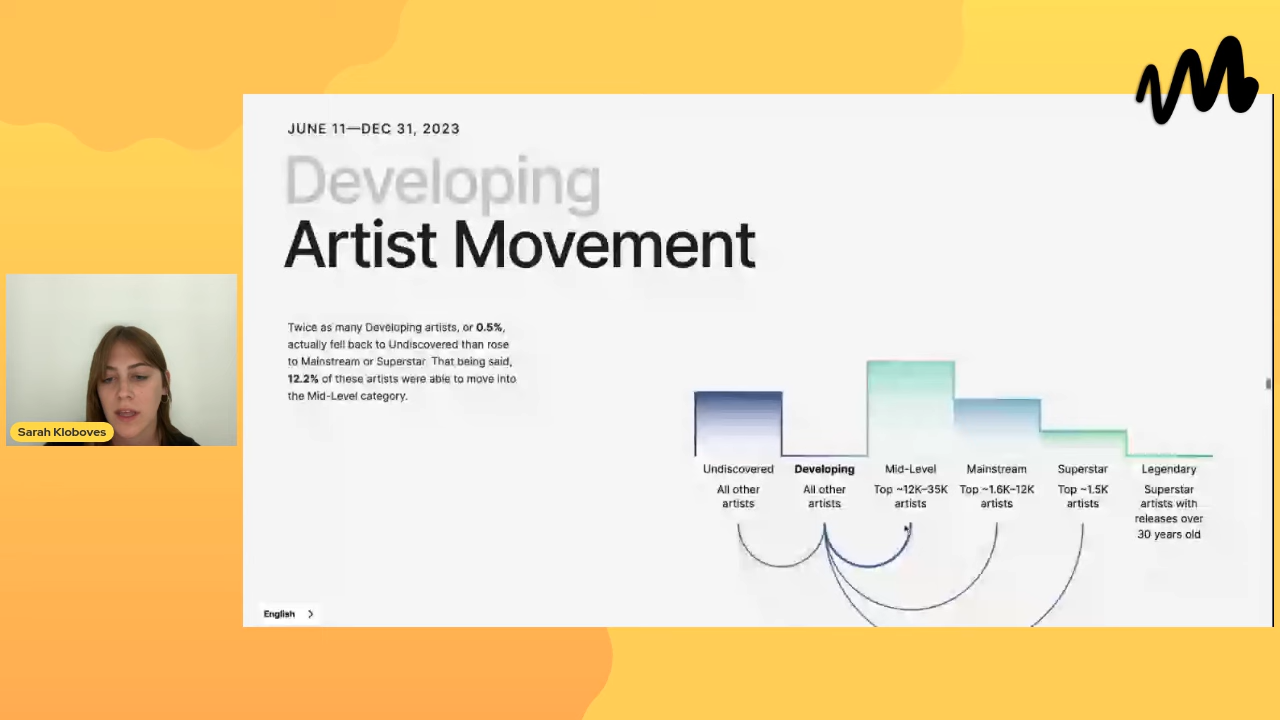 JUNE 11—DEC 31, 2023
Developing
Artist Movement
Twice as many Developing artists, or 0.5%,
actually fell back to Undiscovered than rose
to Mainstream or Superstar. That being said,
12.2% of these artists were able to move into
the Mid-Level category.
Undiscovered
All other
artists
Developing
All other
artists
Mid-Level
Top ~12K–35K
artists
Mainstream
Top ~1.6K–12K
artists
Superstar
Top ~1.5K
artists
Legendary
Superstar
artists with
releases over
30 years old
English
Sarah Kloboves